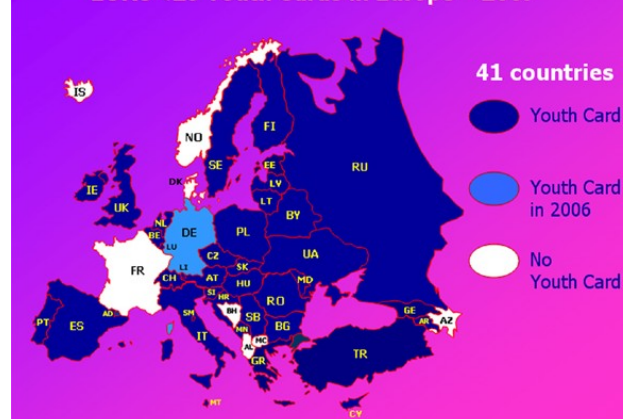 41 countries
Youth Card
Youth Card
in 2006
No
Youth Card
IS
NO
FI
SE
RU
DK
EE
LY
LT
IE
UK
NL
BE
DE
PL
BY
LU
CZ
UA
SK
LI
FR
CH
AT
HU
MD
SI
HR
RO
BH
SB
PT
ES
AD
SM
IT
MN
BG
GE
AR
AZ
AL
MC
GR
TR
MT
CY